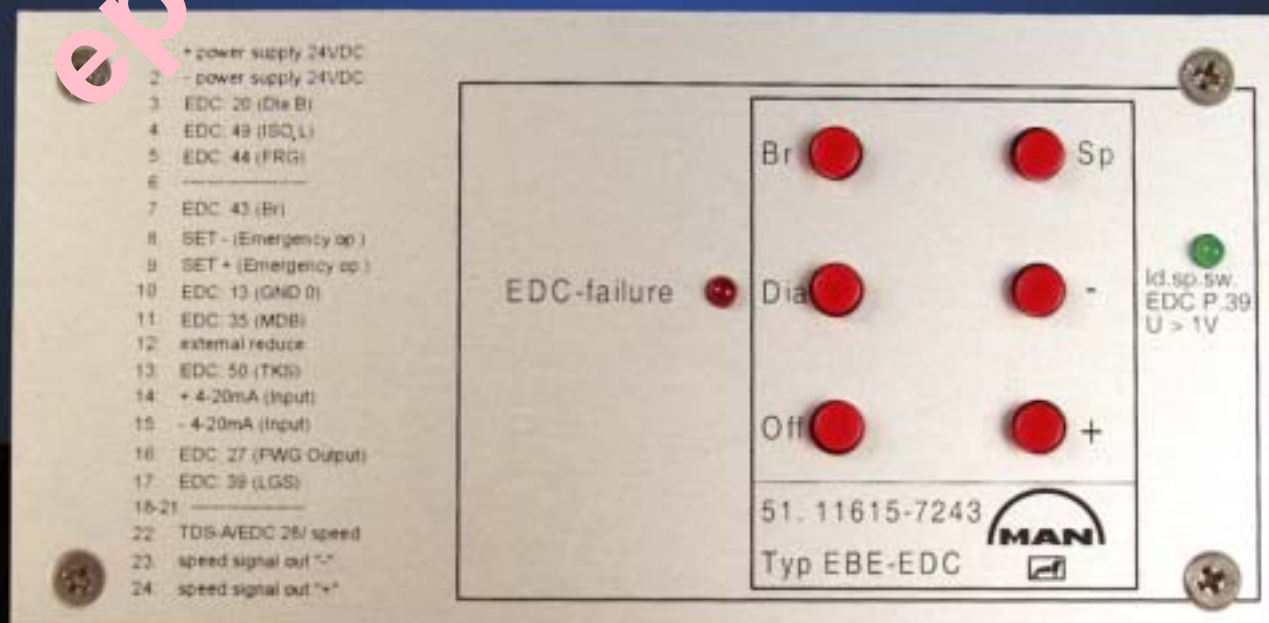 ep
+ power supply 24VDC
2 - power supply 24VDC
3 EDC: 20 (Dia B)
4 EDC: 49 (ISO, L)
5 EDC: 44 (FRG)
6 --------------------
7 EDC: 43 (Br)
8 SET - (Emergency op.)
9 SET + (Emergency op.)
10 EDC: 13 (GND 0)
11 EDC: 35 (MDB)
12 external reduce
13 EDC: 50 (TKS)
14 + 4-20mA (Input)
15 - 4-20mA (Input)
16 EDC: 27 (PWG Output)
17 EDC: 39 (LGS)
18-21 --------------------
22 TDS-A/EDC 28/ speed
23. speed signal out "-"
24. speed signal out "+"
EDC-failure
Br
Sp
Dia
-
Off
+
51. 11615-7243
Typ EBE-EDC
MAN
Id.sp.sw.
EDC P.39
U > 1V